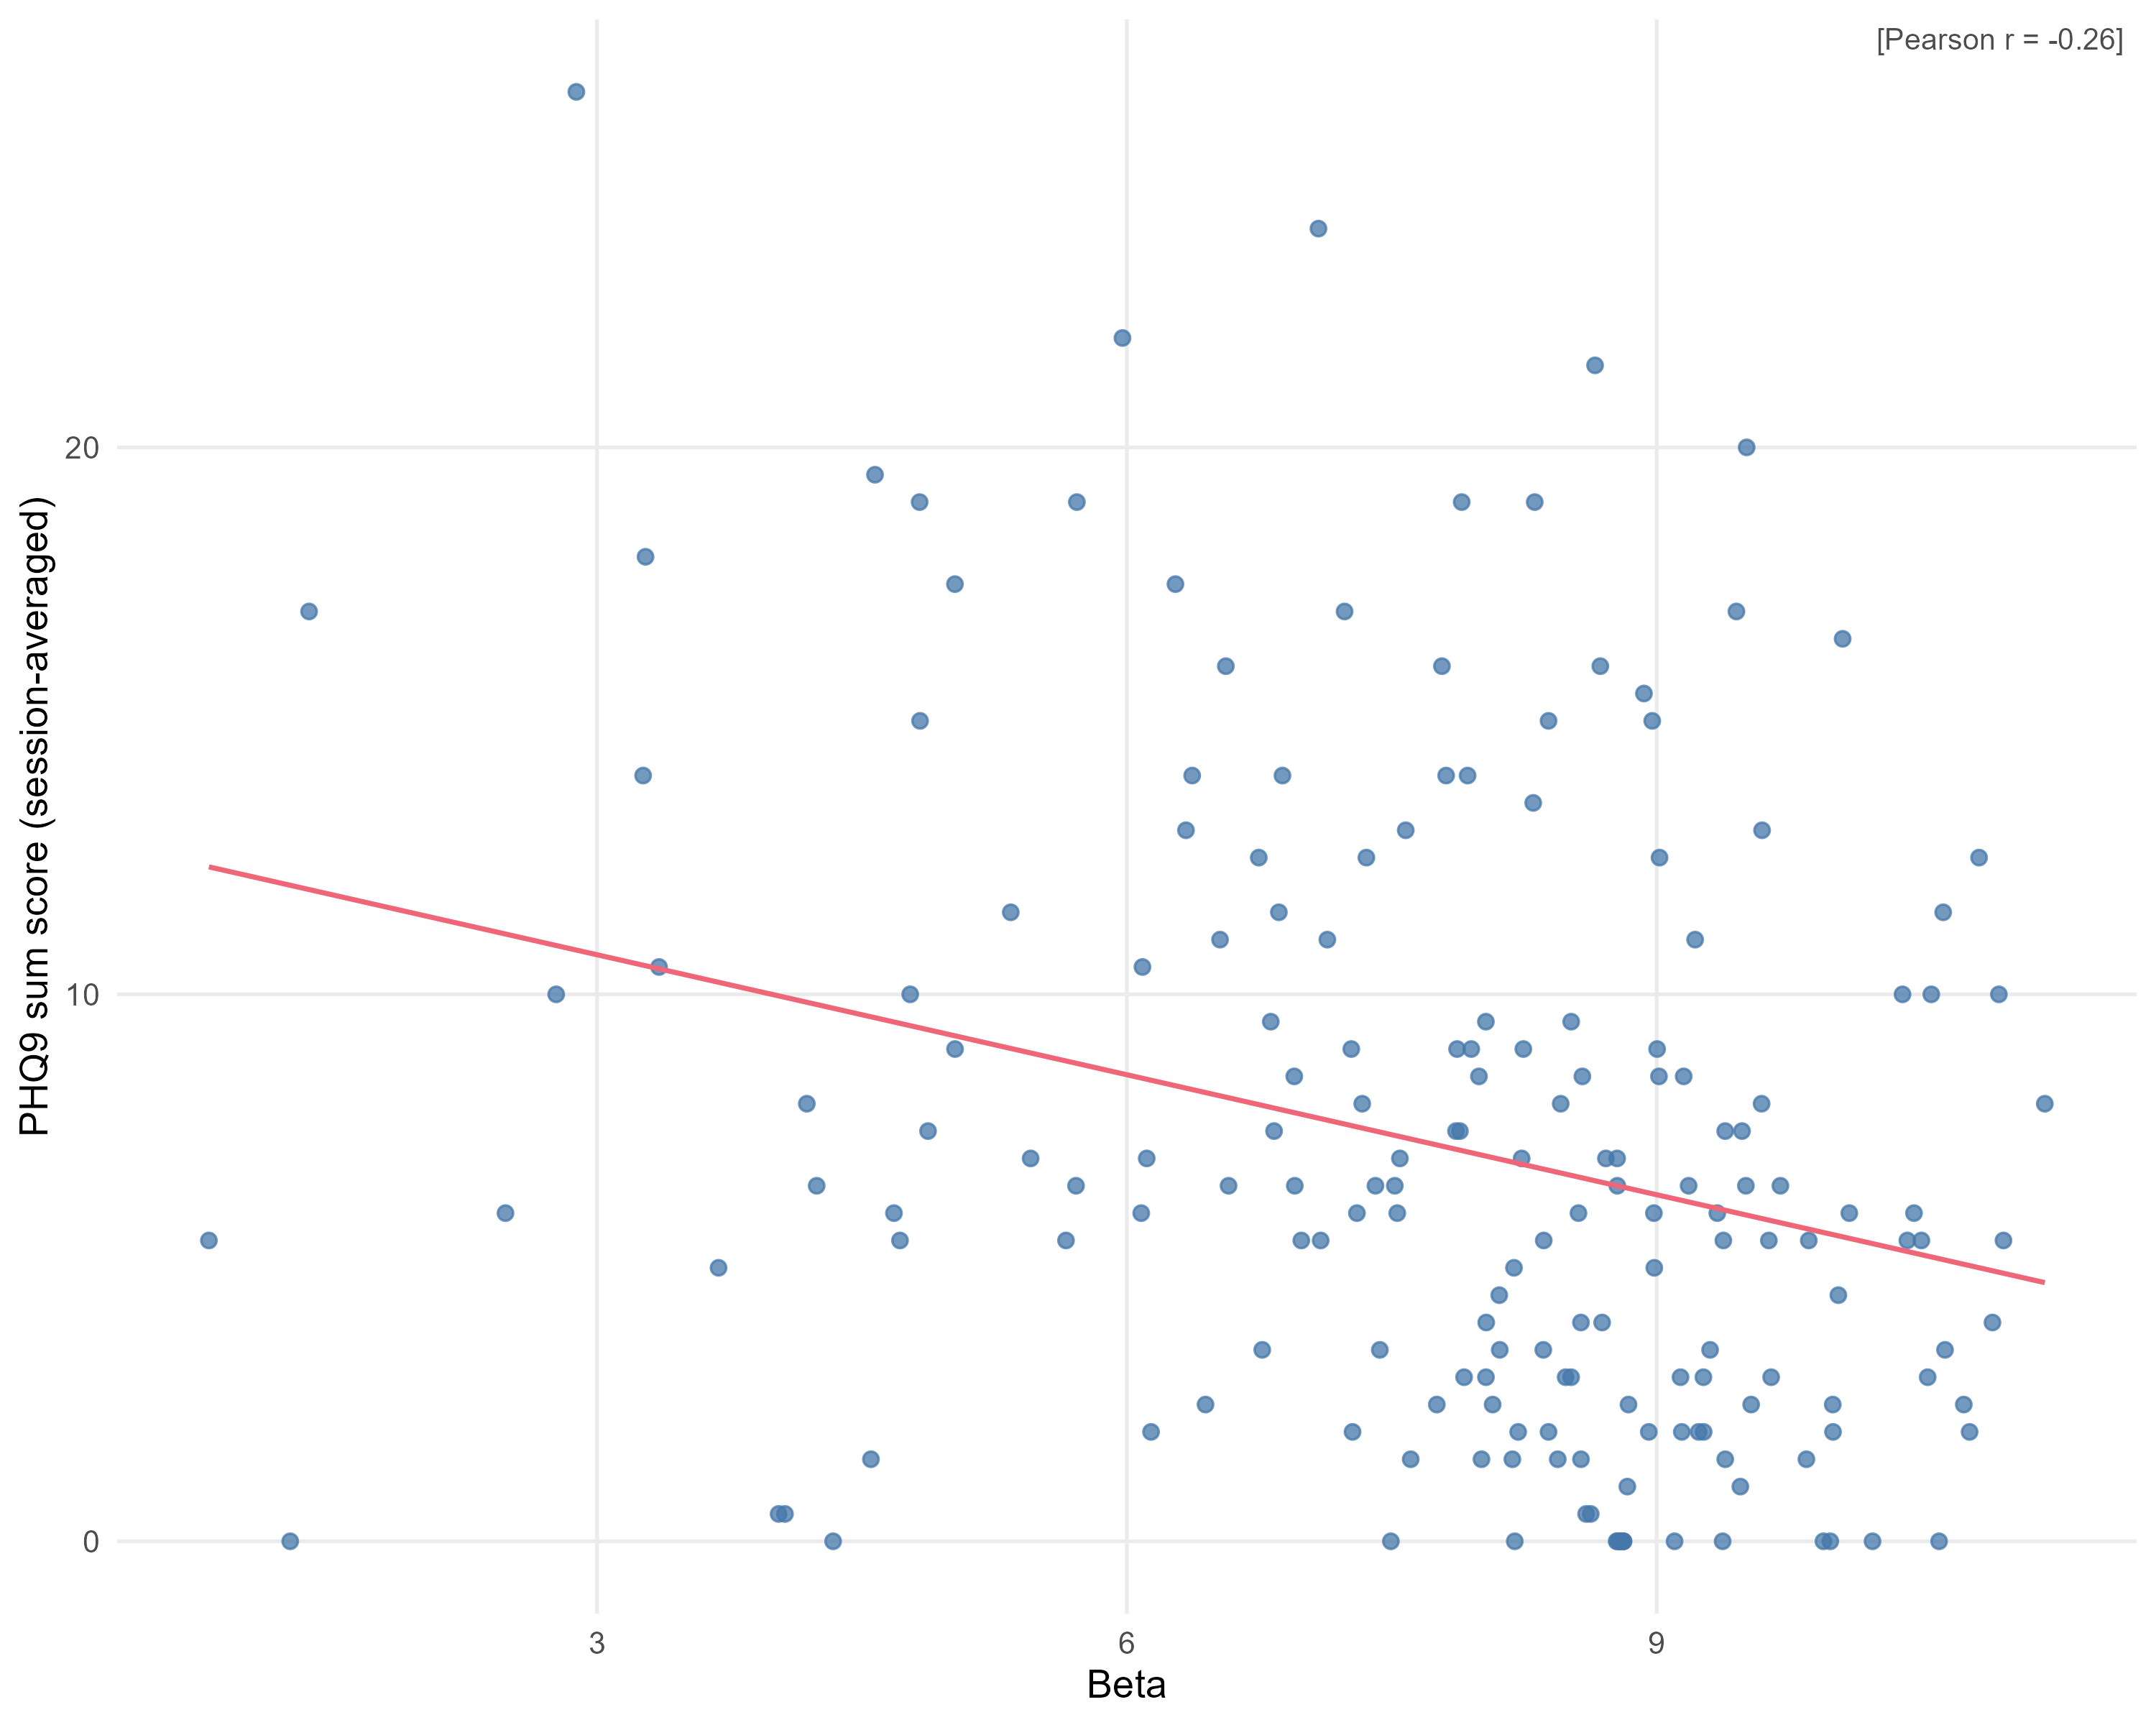 [Pearson r = -0.26]
PHQ9 sum score (session-averaged)
20
10
0
3
6
9
Beta